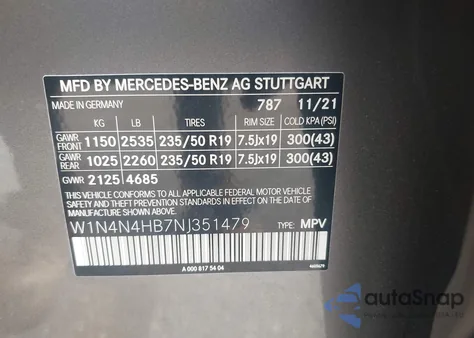 MFD BY MERCEDES-BENZ AG STUTTGART
MADE IN GERMANY 787 11/21
KG LB TIRES RIM SIZE COLD KPA (PSI)
GAWR FRONT 1150 2535 235/50 R19 7.5Jx19 300(43)
GAWR REAR 1025 2260 235/50 R19 7.5Jx19 300(43)
GVWR 2125 4685
THIS VEHICLE CONFORMS TO ALL APPLICABLE FEDERAL MOTOR VEHICLE
SAFETY STANDARDS IN EFFECT ON THE DATE OF
MANUFACTURE SHOWN ABOVE.
W1N4N4HB7NJ351479 TYPE: MPV
A 000 817 54 04
autoSnap